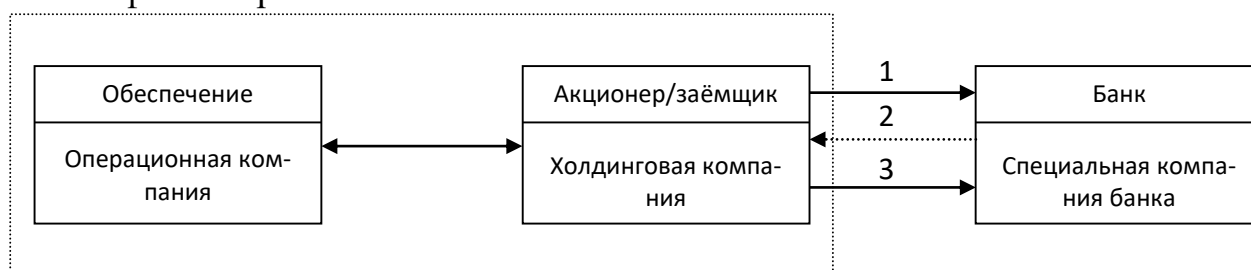 1
Обеспечение
Акционер/заёмщик
Банк
2
Операционная ком-
пания
Холдинговая компа-
ния
3
Специальная компа-
ния банка